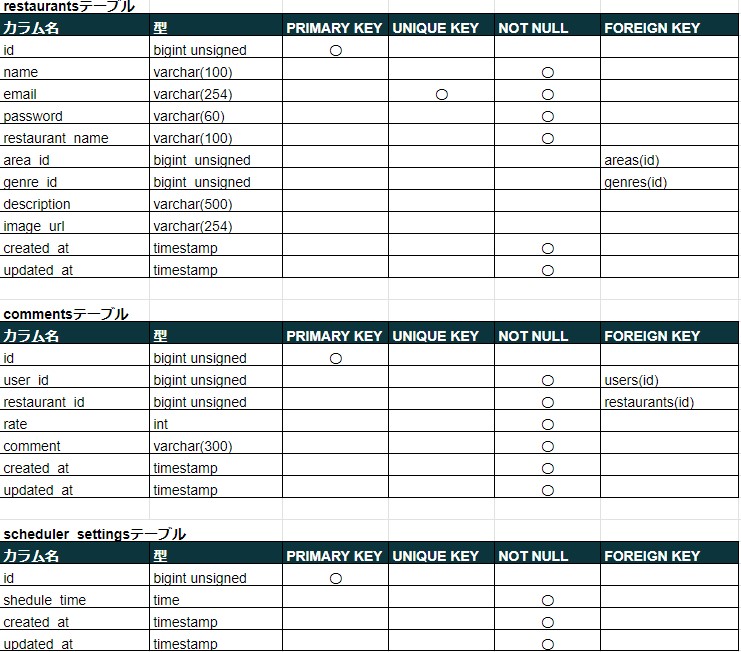 restaurantsテーブル
カラム名 型 PRIMARY KEY UNIQUE KEY NOT NULL FOREIGN KEY
id bigint unsigned ○
name varchar(100) ○
email varchar(254) ○ ○
password varchar(60) ○
restaurant_name varchar(100) ○
area_id bigint_unsigned areas(id)
genre_id bigint_unsigned genres(id)
description varchar(500)
image_url varchar(254)
created_at timestamp ○
updated_at timestamp ○
commentsテーブル
カラム名 型 PRIMARY KEY UNIQUE KEY NOT NULL FOREIGN KEY
id bigint unsigned ○
user_id bigint unsigned ○ users(id)
restaurant_id bigint unsigned ○ restaurants(id)
rate int ○
comment varchar(300) ○
created_at timestamp ○
updated_at timestamp ○
scheduler_settingsテーブル
カラム名 型 PRIMARY KEY UNIQUE KEY NOT NULL FOREIGN KEY
id bigint unsigned ○
shedule_time time ○
created_at timestamp ○
updated_at timestamp ○